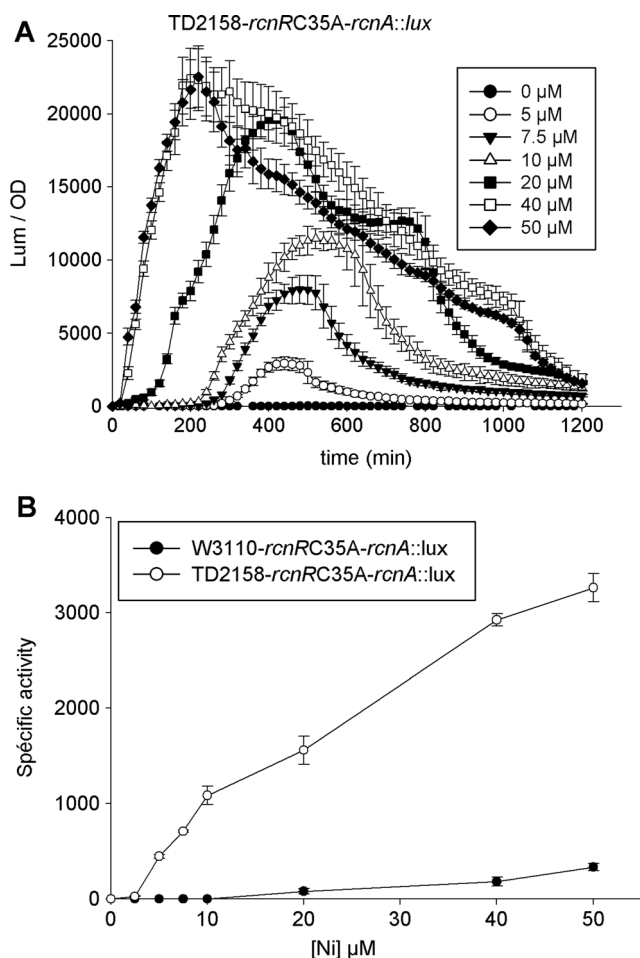 A
TD2158-rcnRC35A-rcnA::lux
25000
20000
15000
10000
5000
0
Lum / OD
0 µM
5 µM
7.5 µM
10 µM
20 µM
40 µM
50 µM
0 200 400 600 800 1000 1200
time (min)
B
4000
3000
2000
1000
0
Spécific activity
W3110-rcnRC35A-rcnA::lux
TD2158-rcnRC35A-rcnA::lux
0 10 20 30 40 50
[Ni] µM